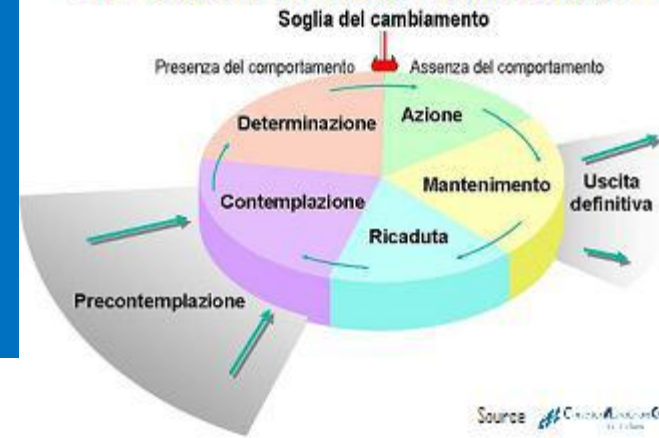 Soglia del cambiamento
Presenza del comportamento Assenza del comportamento
Determinazione
Azione
Contemplazione
Mantenimento
Uscita
definitiva
Ricaduta
Precontemplazione
Source